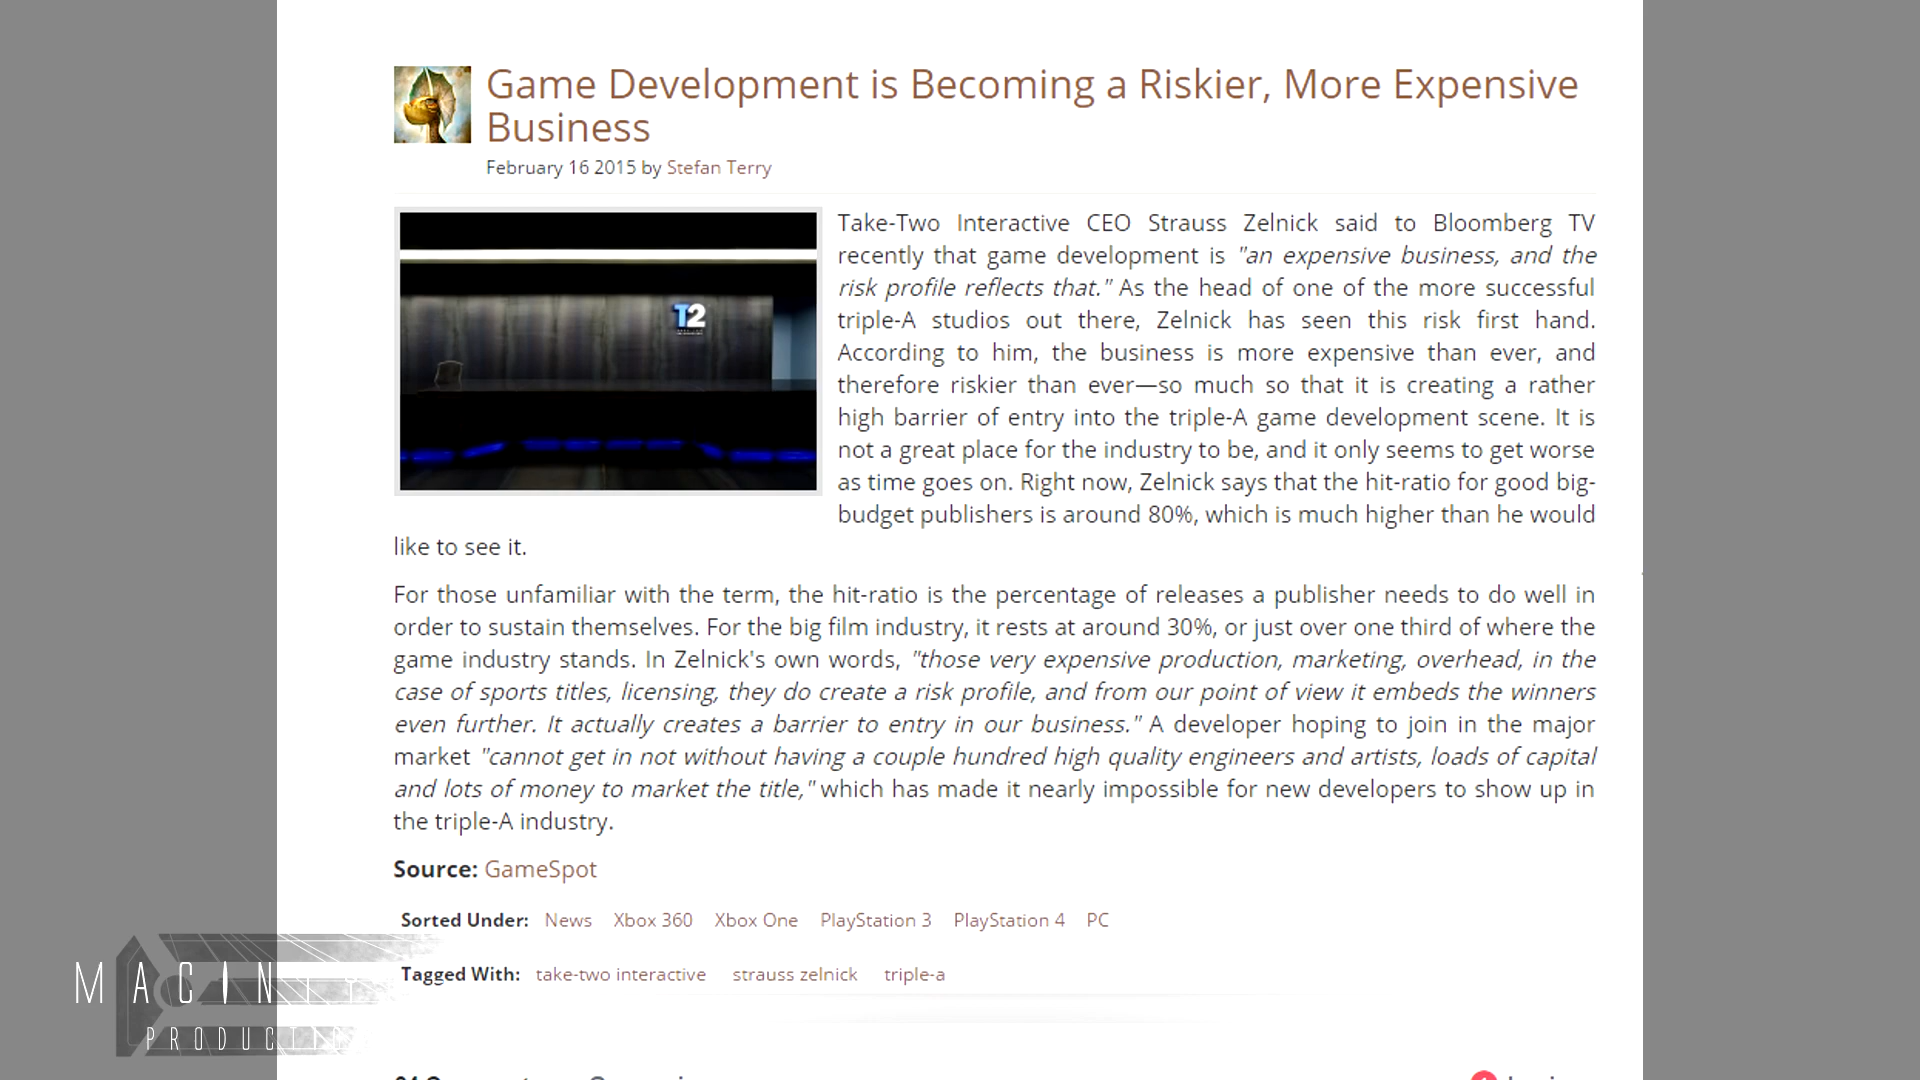 Game Development is Becoming a Riskier, More Expensive
Business
February 16 2015 by Stefan Terry
T2
Take-Two Interactive CEO Strauss Zelnick said to Bloomberg TV
recently that game development is "an expensive business, and the
risk profile reflects that." As the head of one of the more successful
triple-A studios out there, Zelnick has seen this risk first hand.
According to him, the business is more expensive than ever, and
therefore riskier than ever—so much so that it is creating a rather
high barrier of entry into the triple-A game development scene. It is
not a great place for the industry to be, and it only seems to get worse
as time goes on. Right now, Zelnick says that the hit-ratio for good big-
budget publishers is around 80%, which is much higher than he would
like to see it.
For those unfamiliar with the term, the hit-ratio is the percentage of releases a publisher needs to do well in
order to sustain themselves. For the big film industry, it rests at around 30%, or just over one third of where the
game industry stands. In Zelnick's own words, "those very expensive production, marketing, overhead, in the
case of sports titles, licensing, they do create a risk profile, and from our point of view it embeds the winners
even further. It actually creates a barrier to entry in our business." A developer hoping to join in the major
market "cannot get in not without having a couple hundred high quality engineers and artists, loads of capital
and lots of money to market the title," which has made it nearly impossible for new developers to show up in
the triple-A industry.
Source: GameSpot
Sorted Under: News Xbox 360 Xbox One PlayStation 3 PlayStation 4 PC
Tagged With: take-two interactive strauss zelnick triple-a